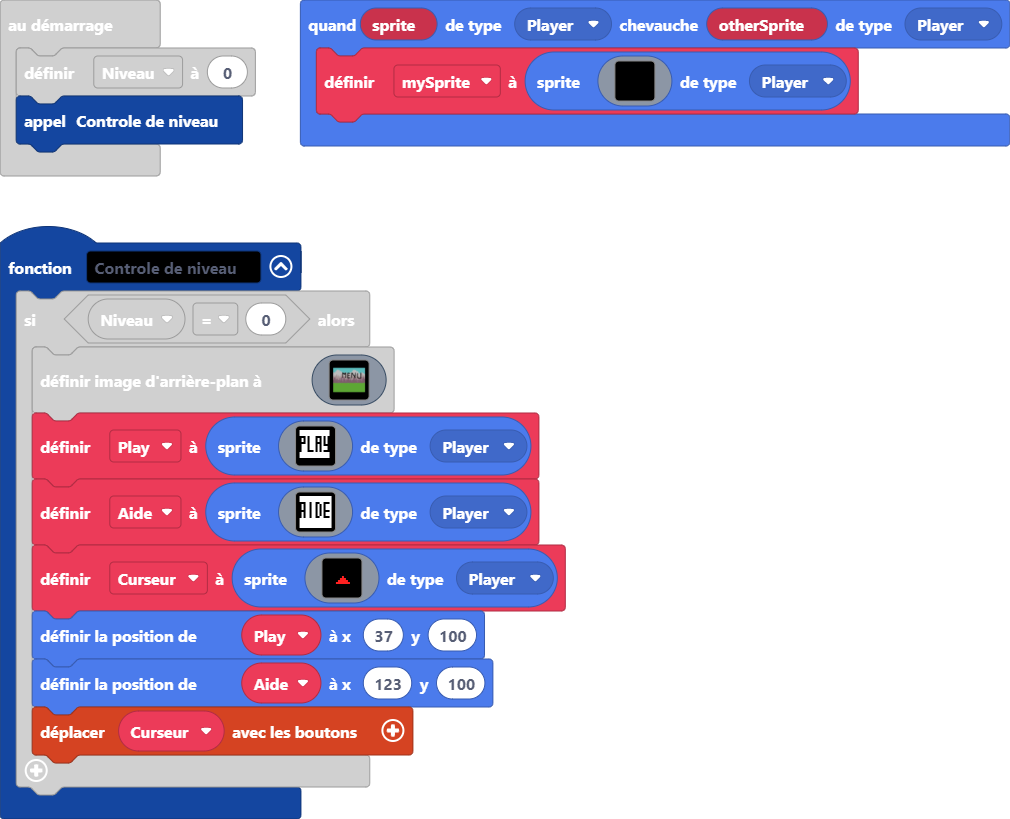 au démarrage
définir Niveau à 0
appel Controle de niveau
quand sprite de type Player chevauche otherSprite de type Player
définir mySprite à sprite de type Player
fonction Controle de niveau
si Niveau = 0 alors
définir image d'arrière-plan à MENU
définir Play à sprite PLAY de type Player
définir Aide à sprite AIDE de type Player
définir Curseur à sprite de type Player
définir la position de Play à x 37 y 100
définir la position de Aide à x 123 y 100
déplacer Curseur avec les boutons